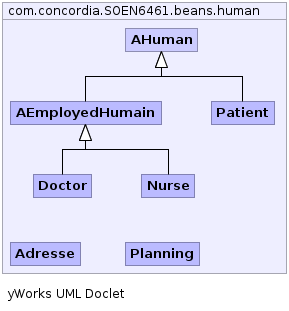 com.concordia.SOEN6461.beans.human
AHuman
AEmployedHumain
Patient
Doctor
Nurse
Adresse
Planning
yWorks UML Doclet